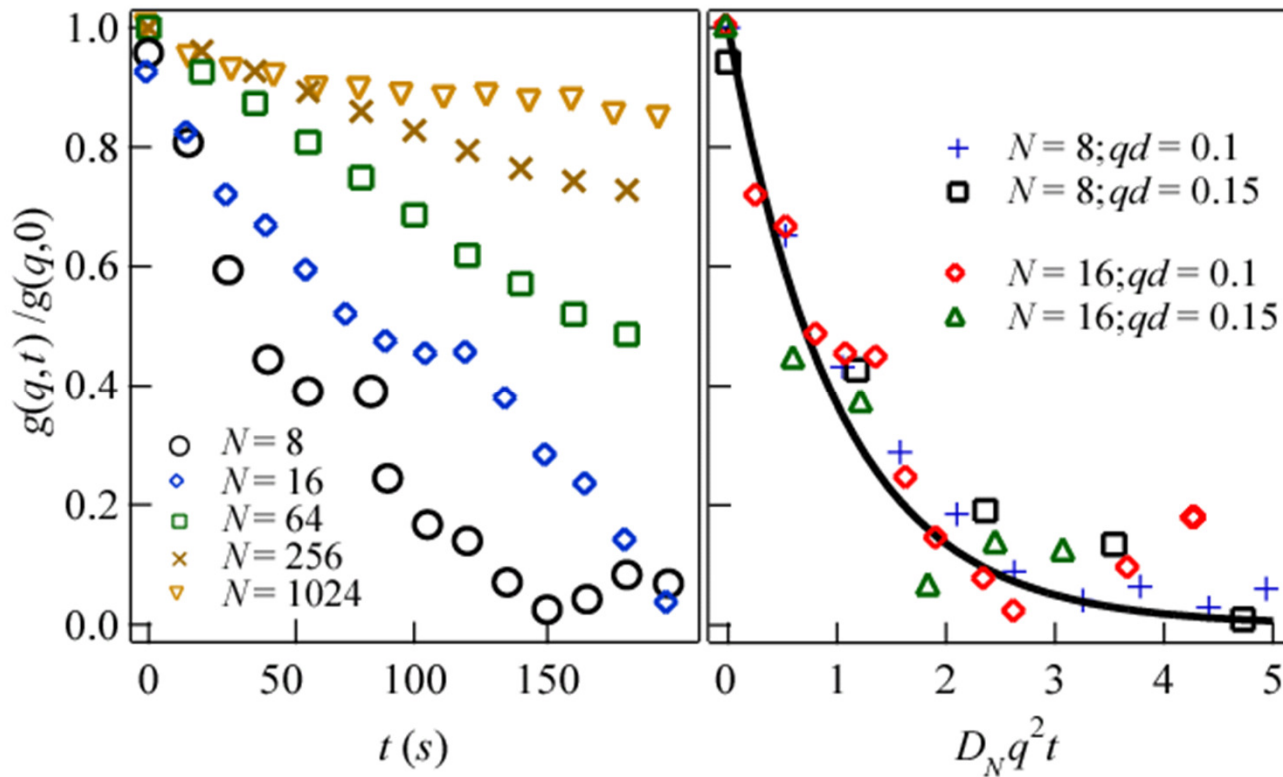 g(q,t) /g(q,0)
1.0
0.8
0.6
0.4
0.2
0.0
N = 8
N = 16
N = 64
N = 256
N = 1024
0 50 100 150
t (s)
N = 8;qd = 0.1
N = 8;qd = 0.15
N = 16;qd = 0.1
N = 16;qd = 0.15
0 1 2 3 4 5
D_N q²t